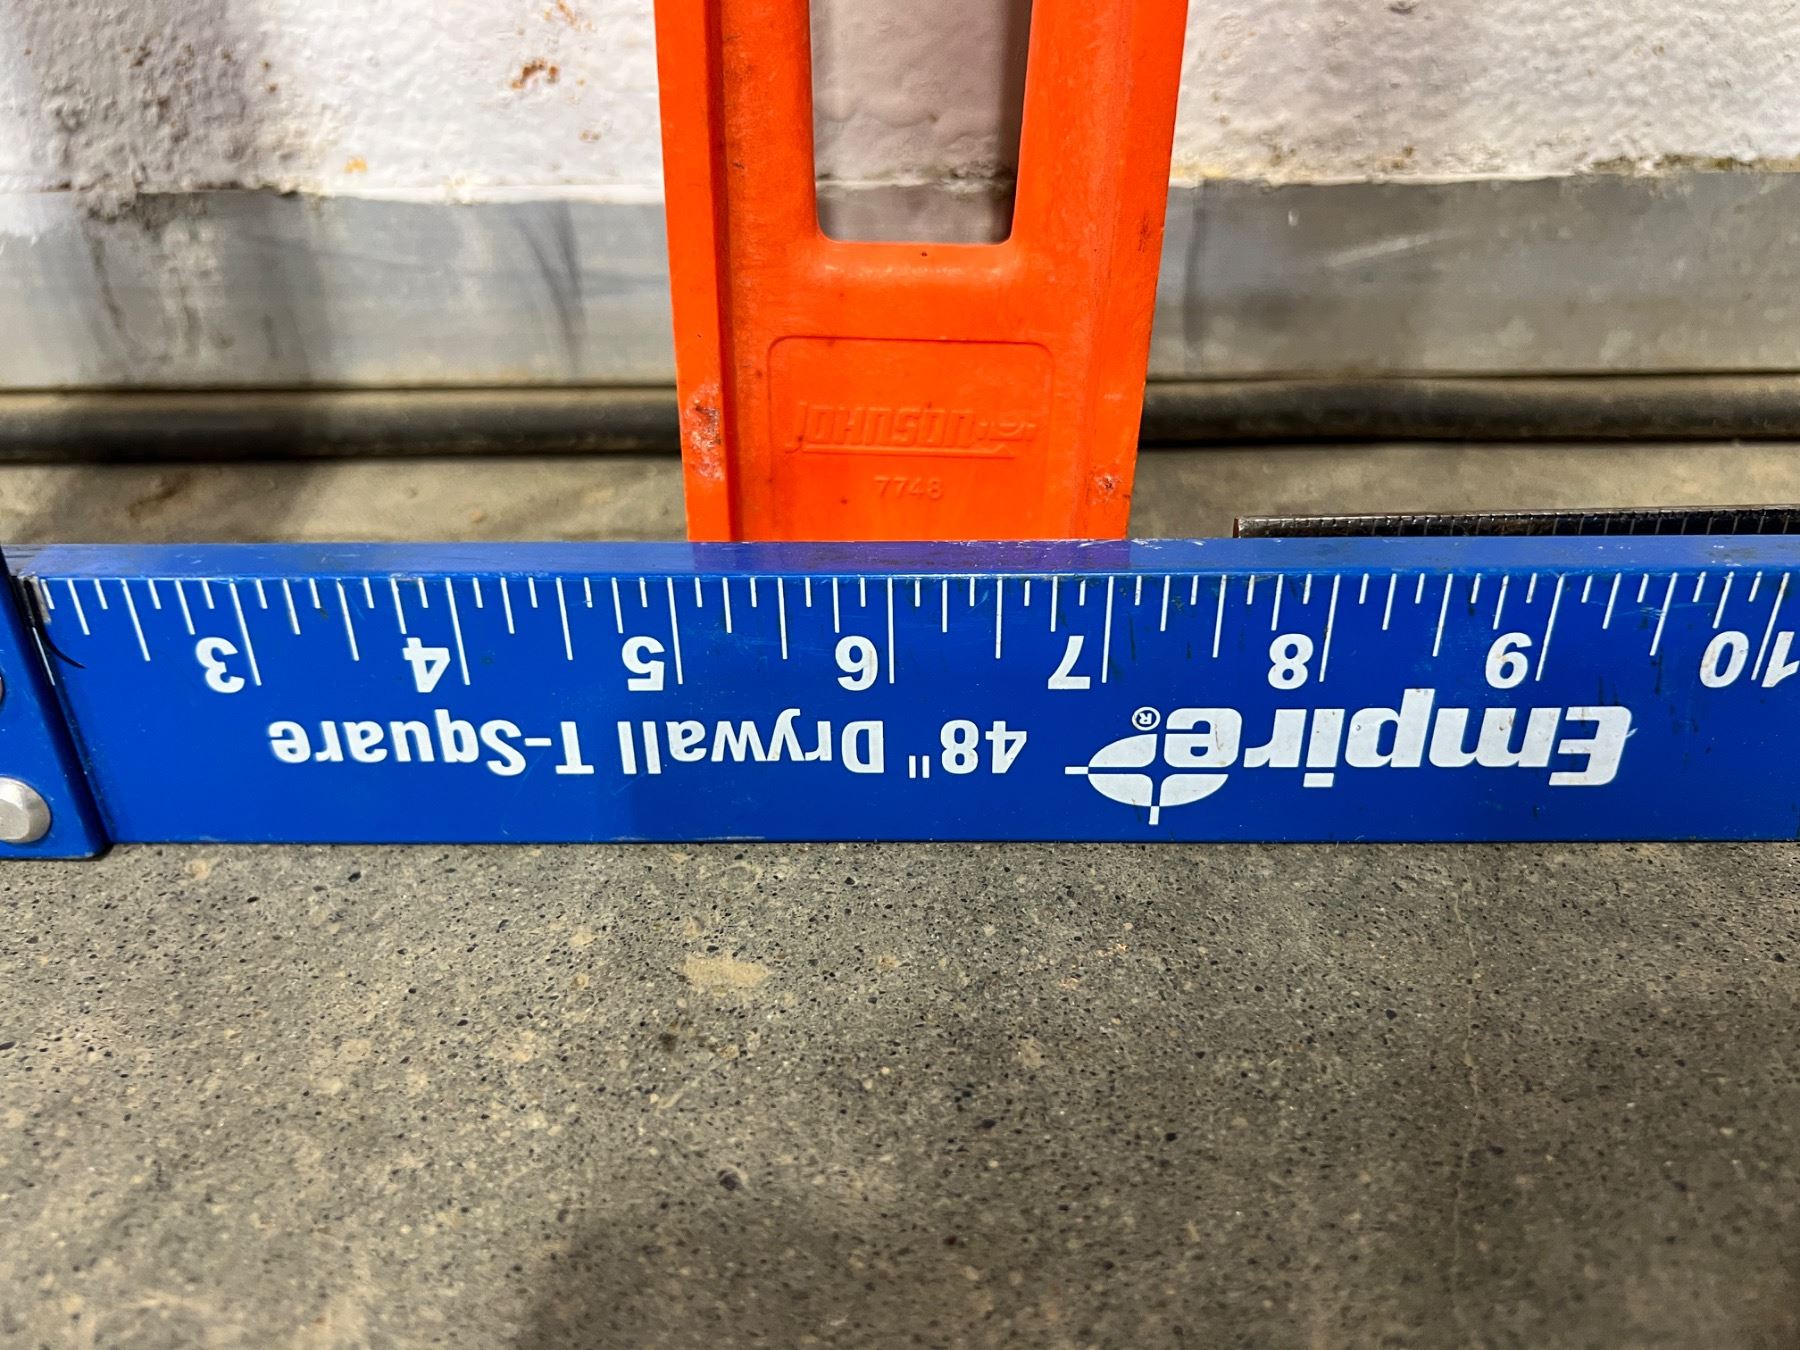 JOHNSON
7748
3 4 5 6 7 8 9 10
48" Drywall T-Square
Empire®